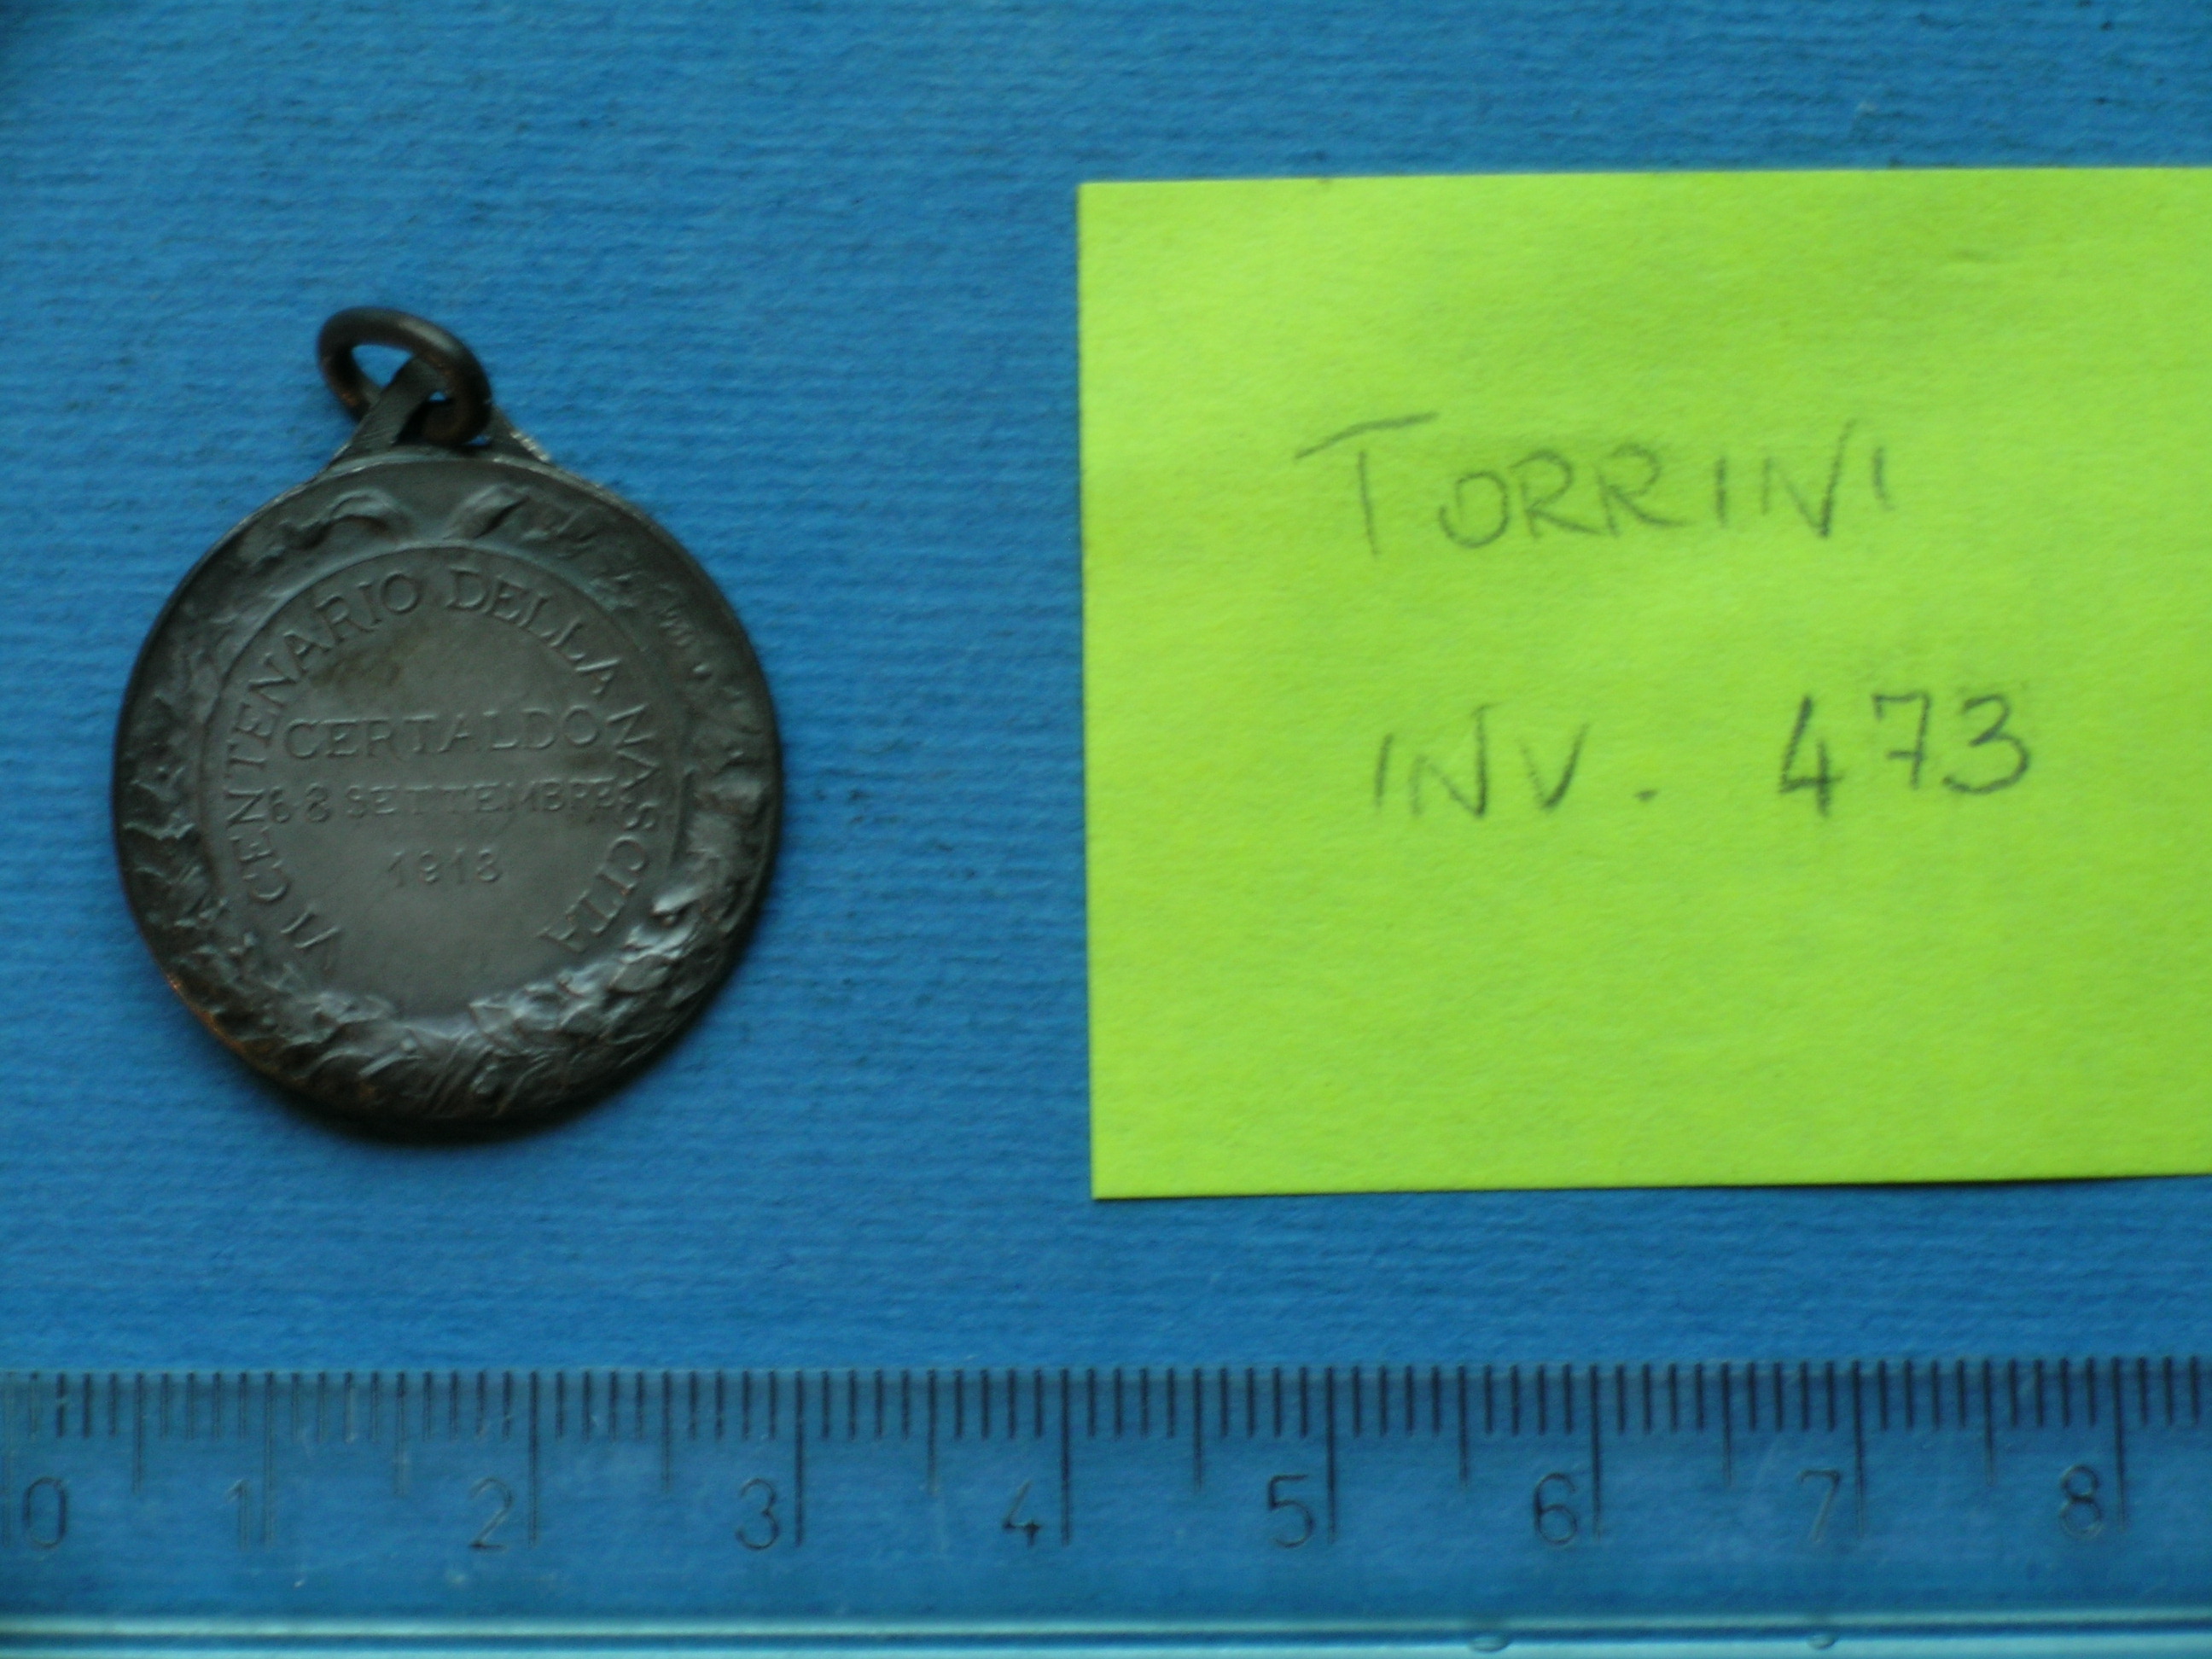 VI CENTENARIO DELLA NASCITA
CERTALDO
6 8 SETTEMBRE
1913
TORRINI
INV. 473
0 1 2 3 4 5 6 7 8